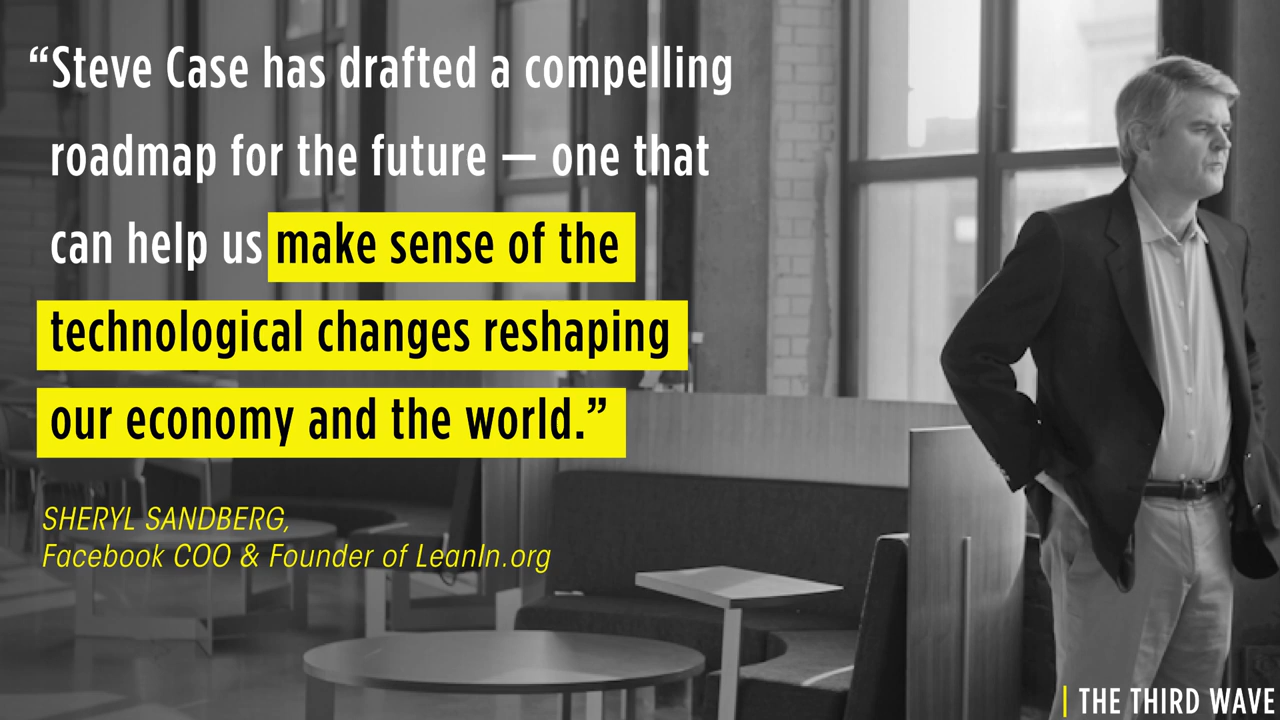 “Steve Case has drafted a compelling
roadmap for the future — one that
can help us make sense of the
technological changes reshaping
our economy and the world.”
SHERYL SANDBERG,
Facebook COO & Founder of LeanIn.org
| THE THIRD WAVE